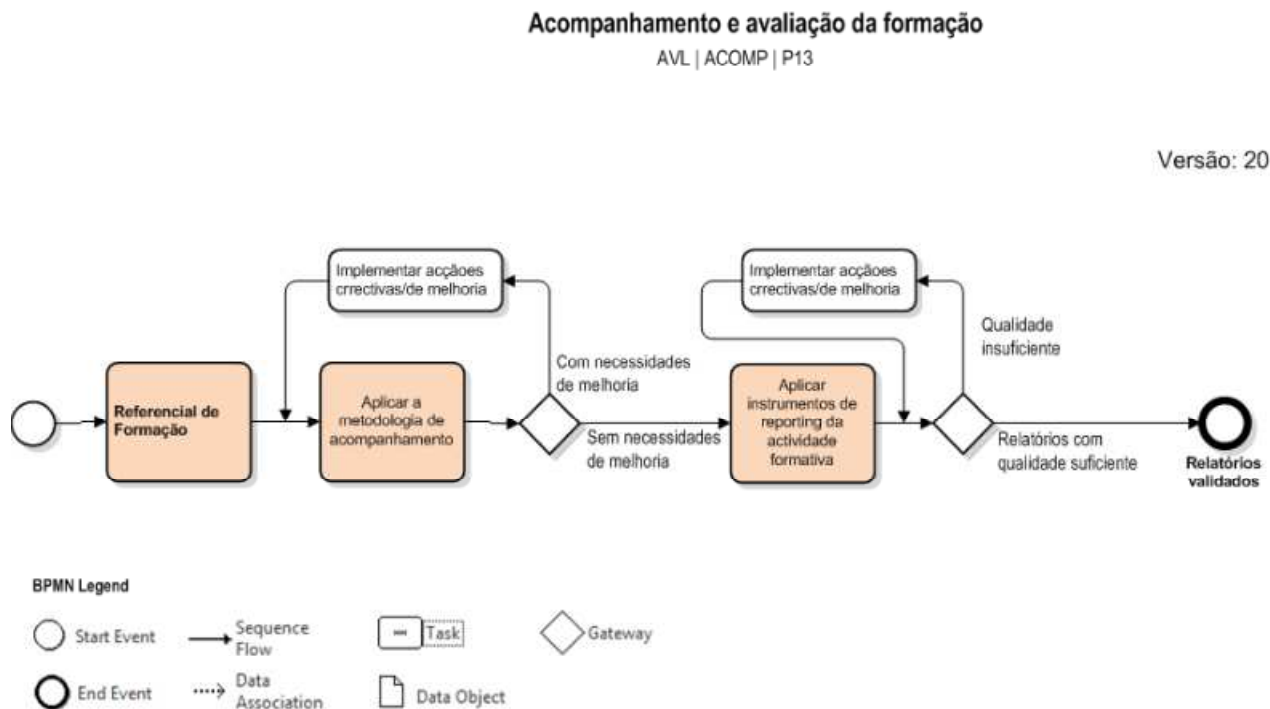 Acompanhamento e avaliação da formação
AVL | ACOMP | P13
Versão: 20
Implementar acçãoes
crrectivas/de melhoria
Implementar acçãoes
crrectivas/de melhoria
Qualidade
insuficiente
Com necessidades
de melhoria
Referencial de
Formação
Aplicar a
metodologia de
acompanhamento
Aplicar
instrumentos de
reporting da
actividade
formativa
Sem necessidades
de melhoria
Relatórios com
qualidade suficiente
Relatórios
validados
BPMN Legend
Start Event
Sequence
Flow
Task
Gateway
End Event
Data
Association
Data Object